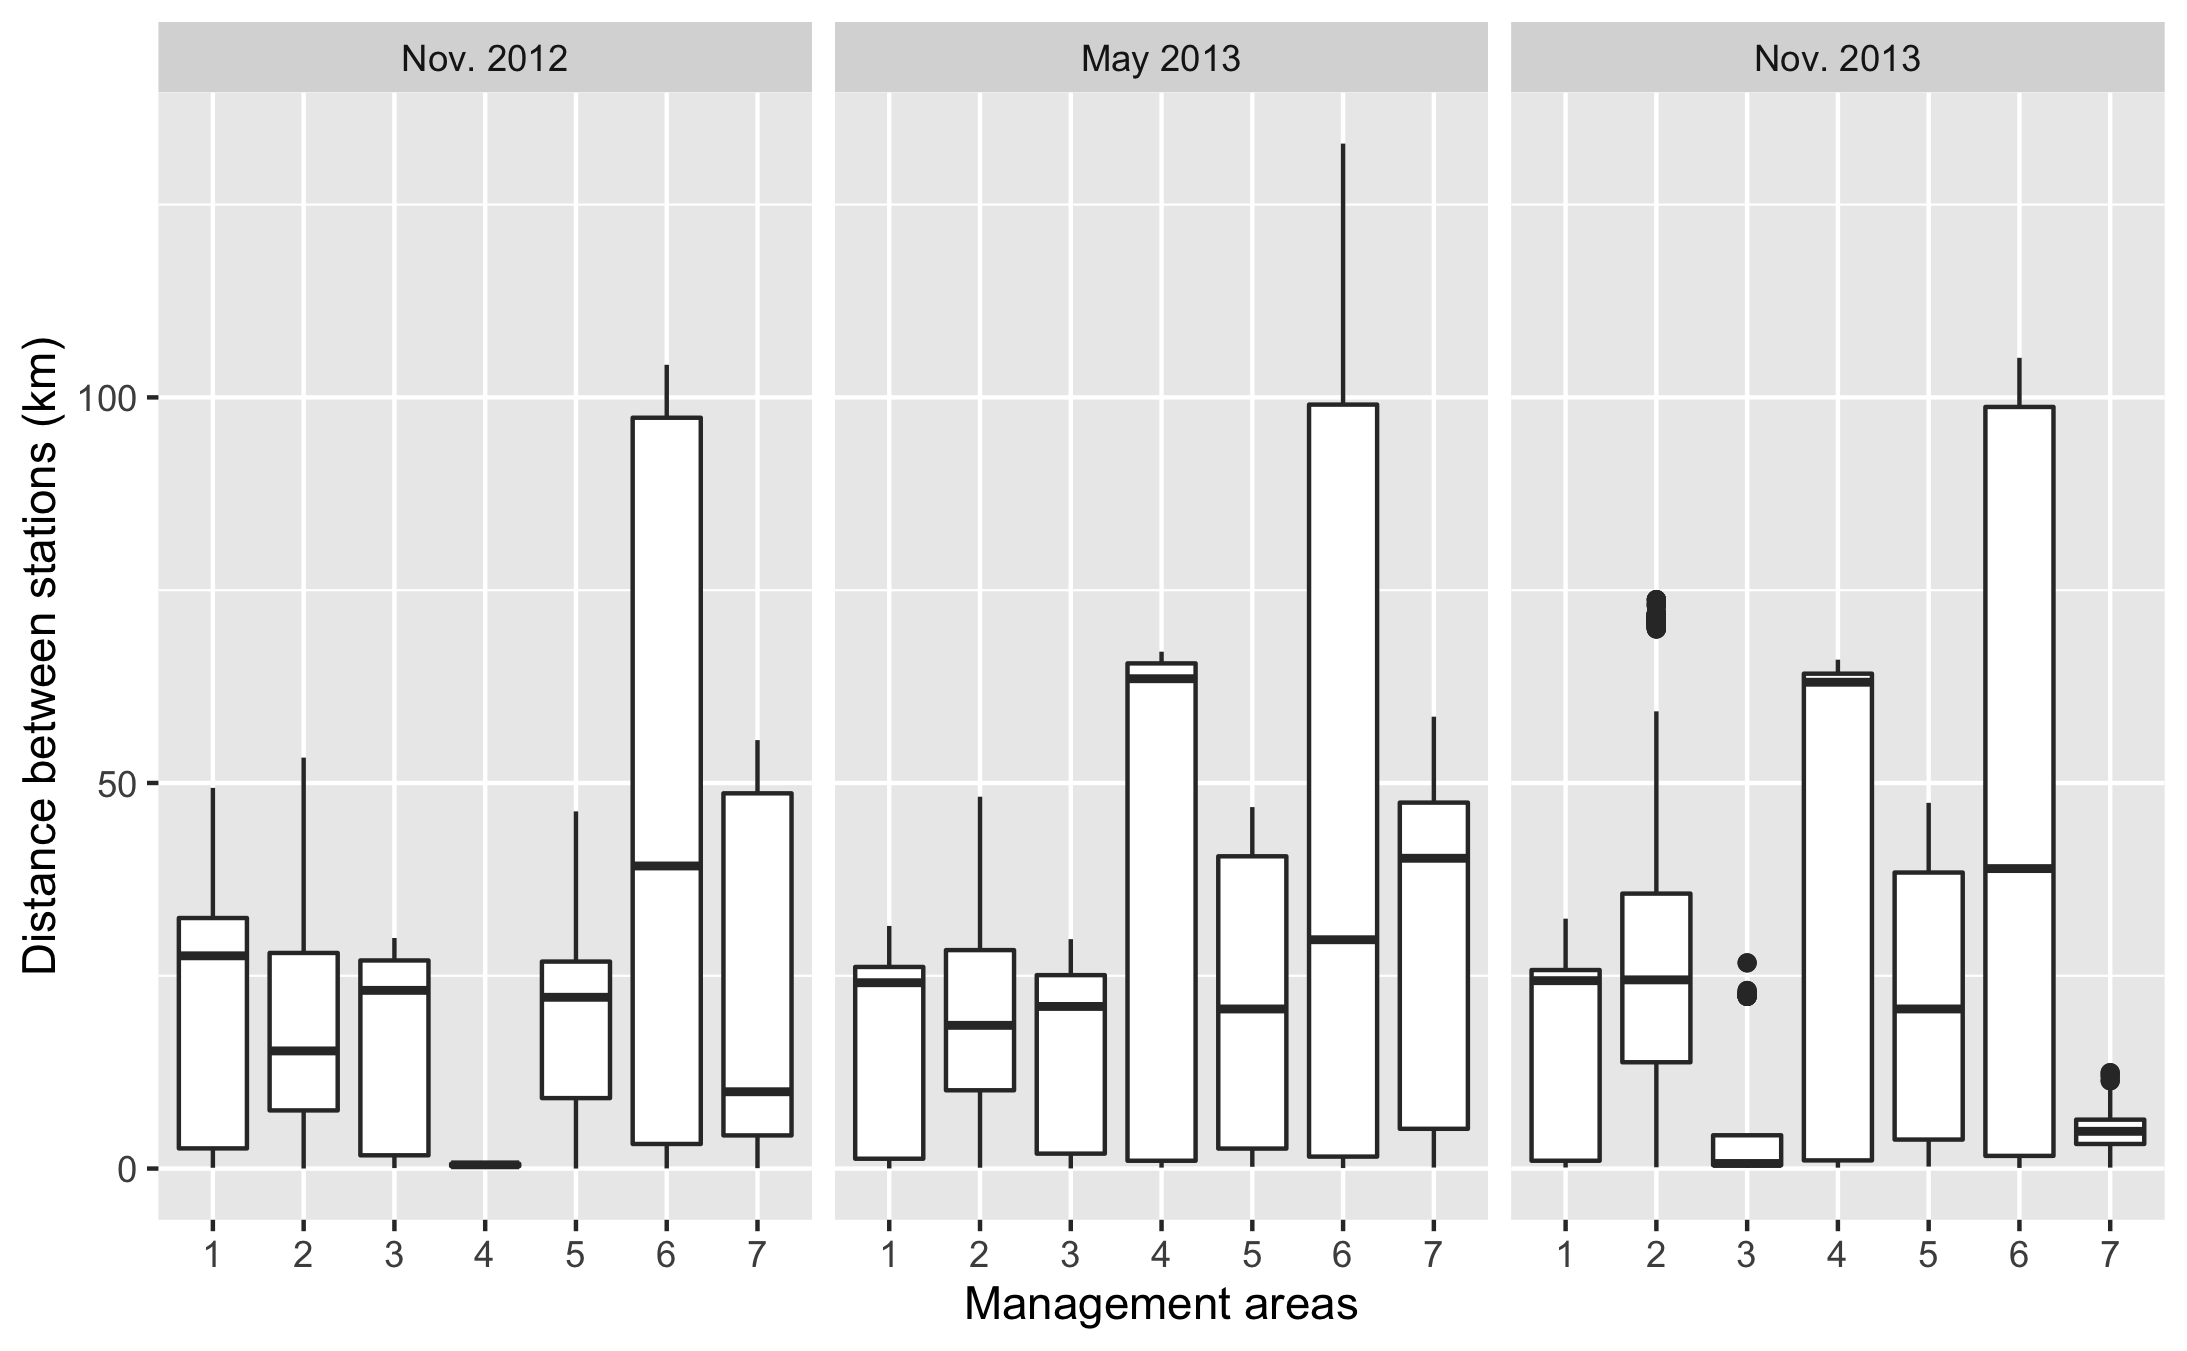 Nov. 2012
May 2013
Nov. 2013
Distance between stations (km)
100
50
0
1 2 3 4 5 6 7
1 2 3 4 5 6 7
1 2 3 4 5 6 7
Management areas